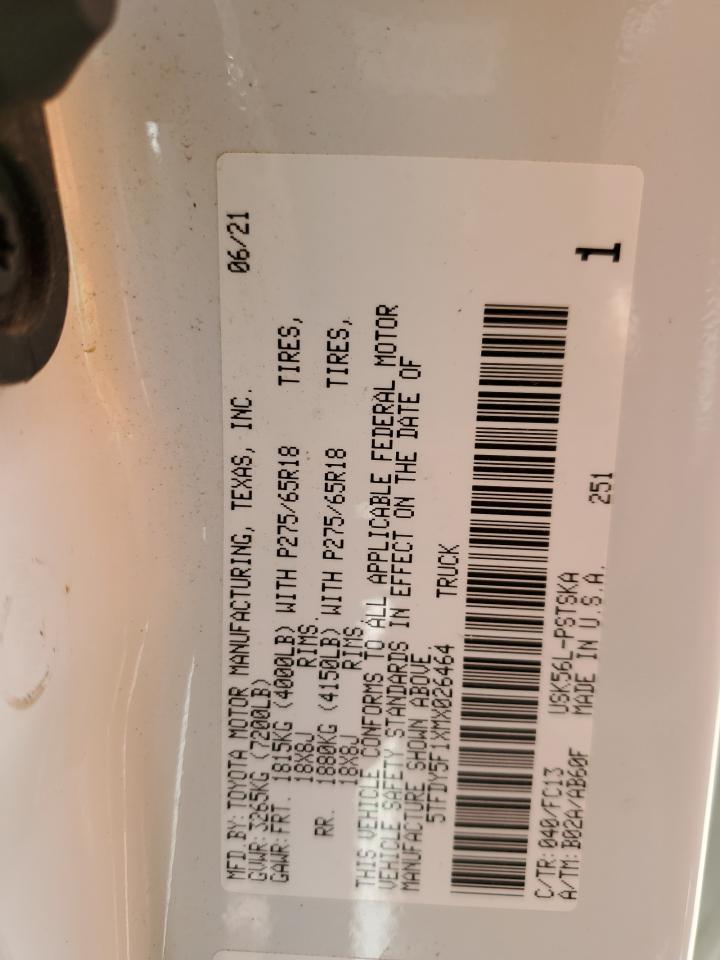 MFD.BY:TOYOTA MOTOR MANUFACTURING, TEXAS, INC. 06/21
GVWR:3265KG (7200LB)
GAWR:FRT. 1815KG (4000LB) WITH P275/65R18 TIRES,
18X8J RIMS.
RR. 1880KG (4150LB) WITH P275/65R18 TIRES,
18X8J RIMS.
THIS VEHICLE CONFORMS TO ALL APPLICABLE FEDERAL MOTOR
VEHICLE SAFETY STANDARDS IN EFFECT ON THE DATE OF
MANUFACTURE SHOWN ABOVE.
5TFDY5F1XMX026464 TRUCK
C/TR:040/FC13 USK56L-PSTSKA 251 1
A/TM:B02A/AB60F MADE IN U.S.A.